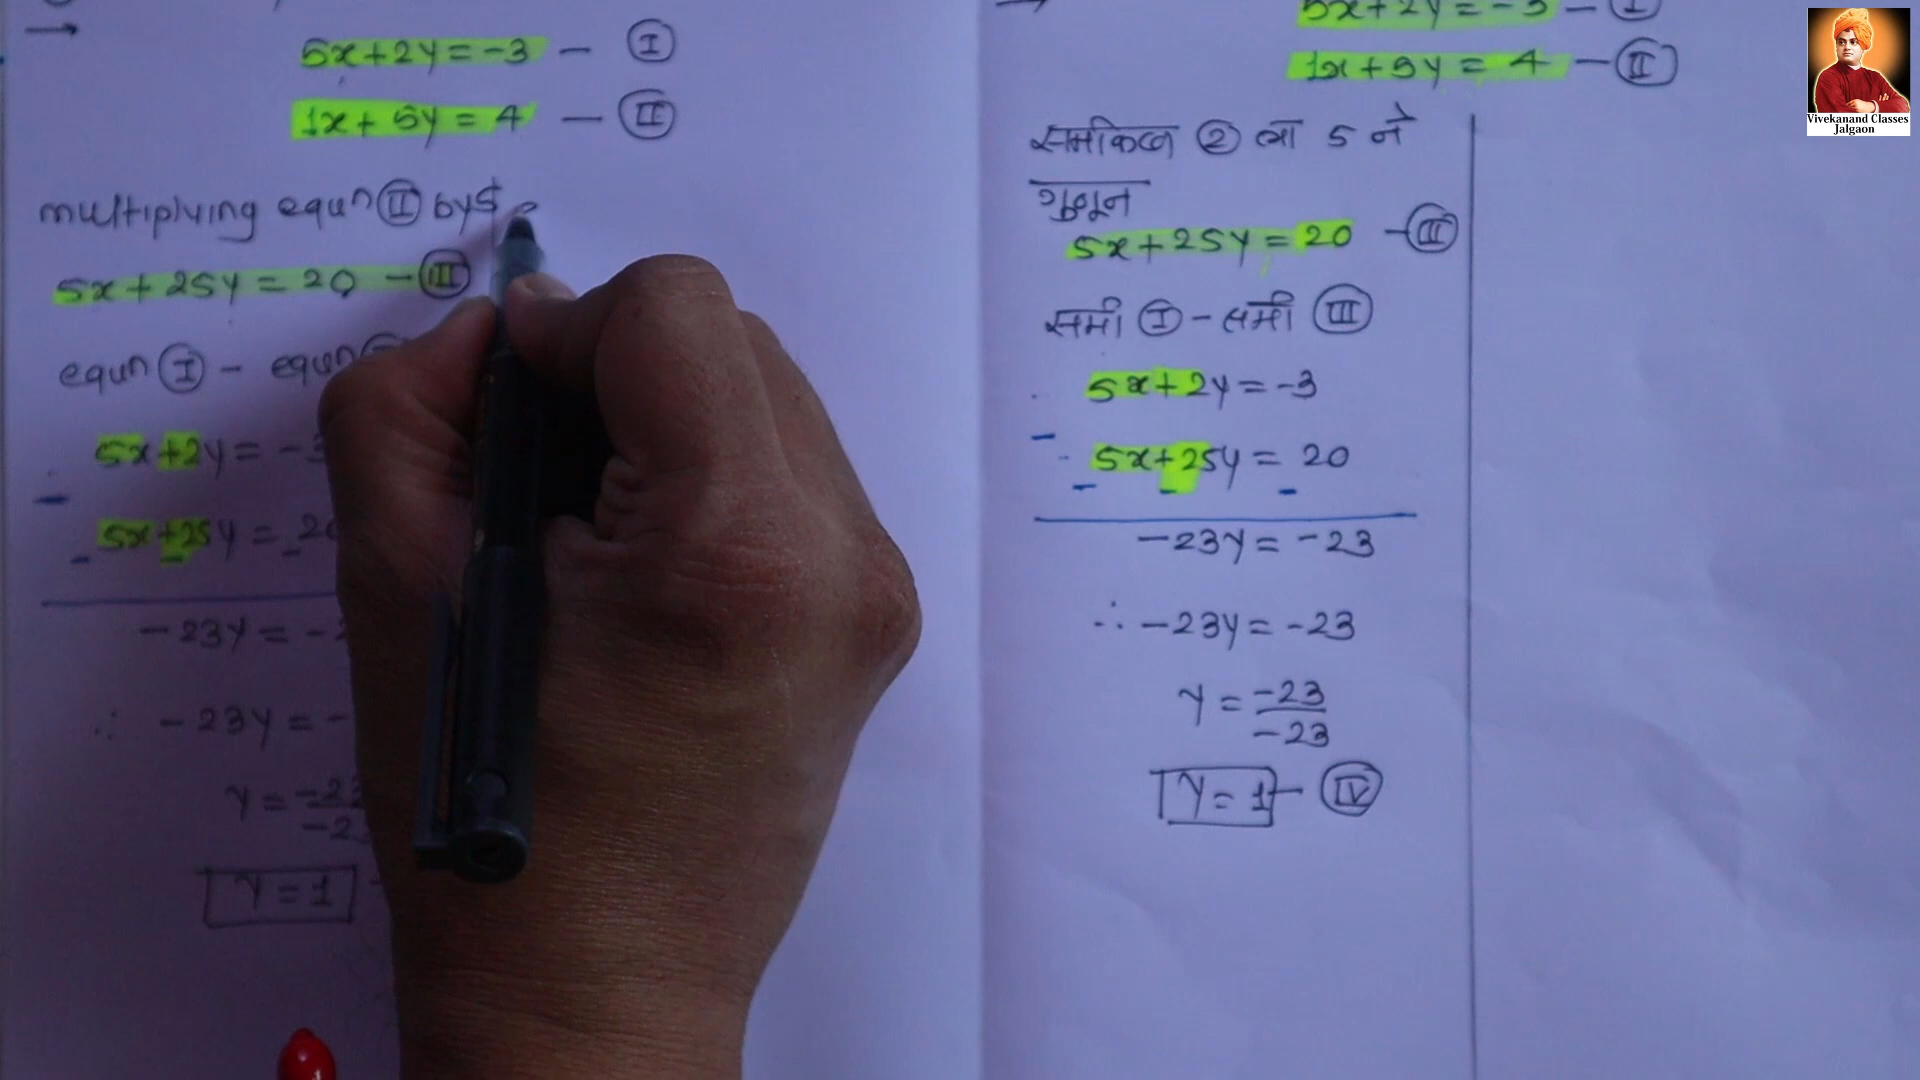 5x+2y=-3 - I
1x+5y=4 - II
multiplying equn II by 5
5x+25y=20 - III
equn I - equn
5x+2y=-3
5x+25y=20
-23y=-
∴ -23y=-
y=-23
-2
y=1
5x+2y=-3 - I
1x+5y=4 - II
समीकरण 2 ला 5 ने
गुणून
5x+25y=20 - III
समी I - समी III
5x+2y=-3
- 5x+25y=20
- - -
-23y=-23
∴ -23y=-23
y=-23
-23
y=1 - IV
Vivekanand Classes
Jalgaon